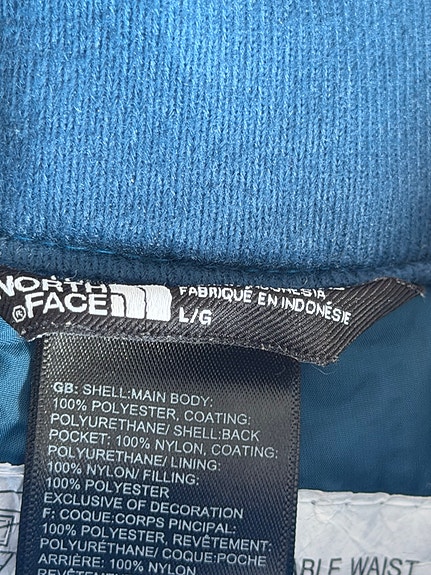 NORTH
FACE
FABRIQUÉ EN INDONÉSIE
L/G
GB: SHELL:MAIN BODY:
100% POLYESTER, COATING:
POLYURETHANE/ SHELL:BACK
POCKET: 100% NYLON, COATING:
POLYURETHANE/ LINING:
100% NYLON/ FILLING:
100% POLYESTER
EXCLUSIVE OF DECORATION
F: COQUE:CORPS PINCIPAL:
100% POLYESTER, REVÊTEMENT:
POLYURÉTHANE/ COQUE:POCHE
ARRIÈRE: 100% NYLON
WAIST